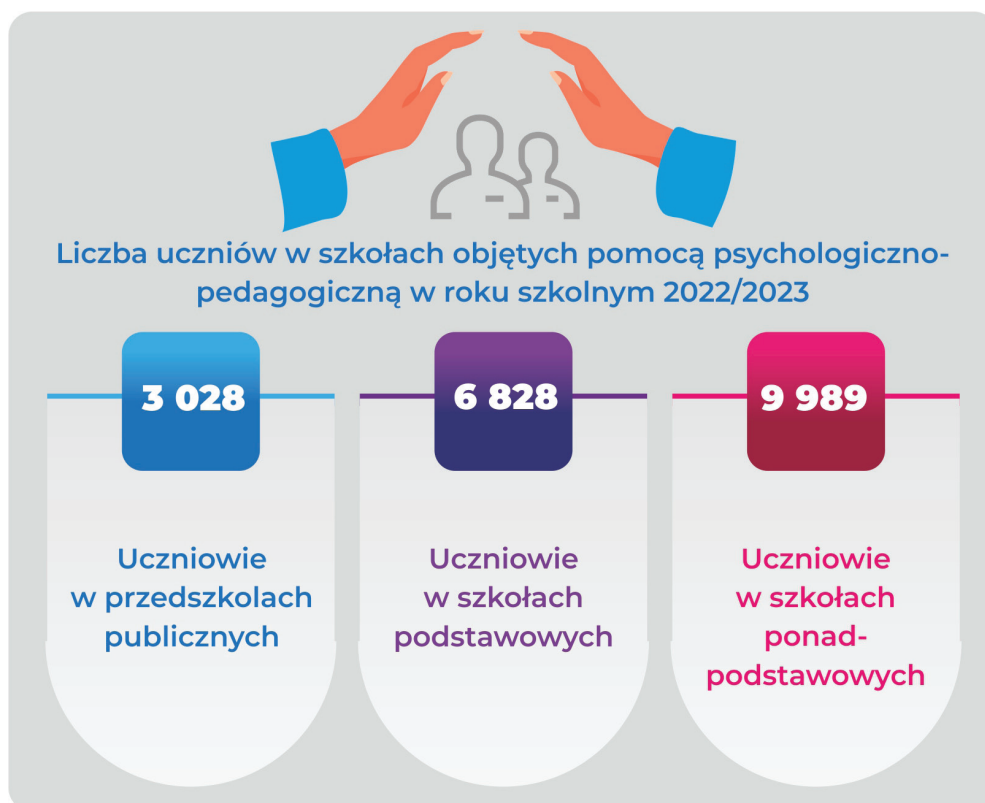 Liczba uczniów w szkołach objętych pomocą psychologiczno-
pedagogiczną w roku szkolnym 2022/2023
3 028
6 828
9 989
Uczniowie
w przedszkolach
publicznych
Uczniowie
w szkołach
podstawowych
Uczniowie
w szkołach
ponad-
podstawowych